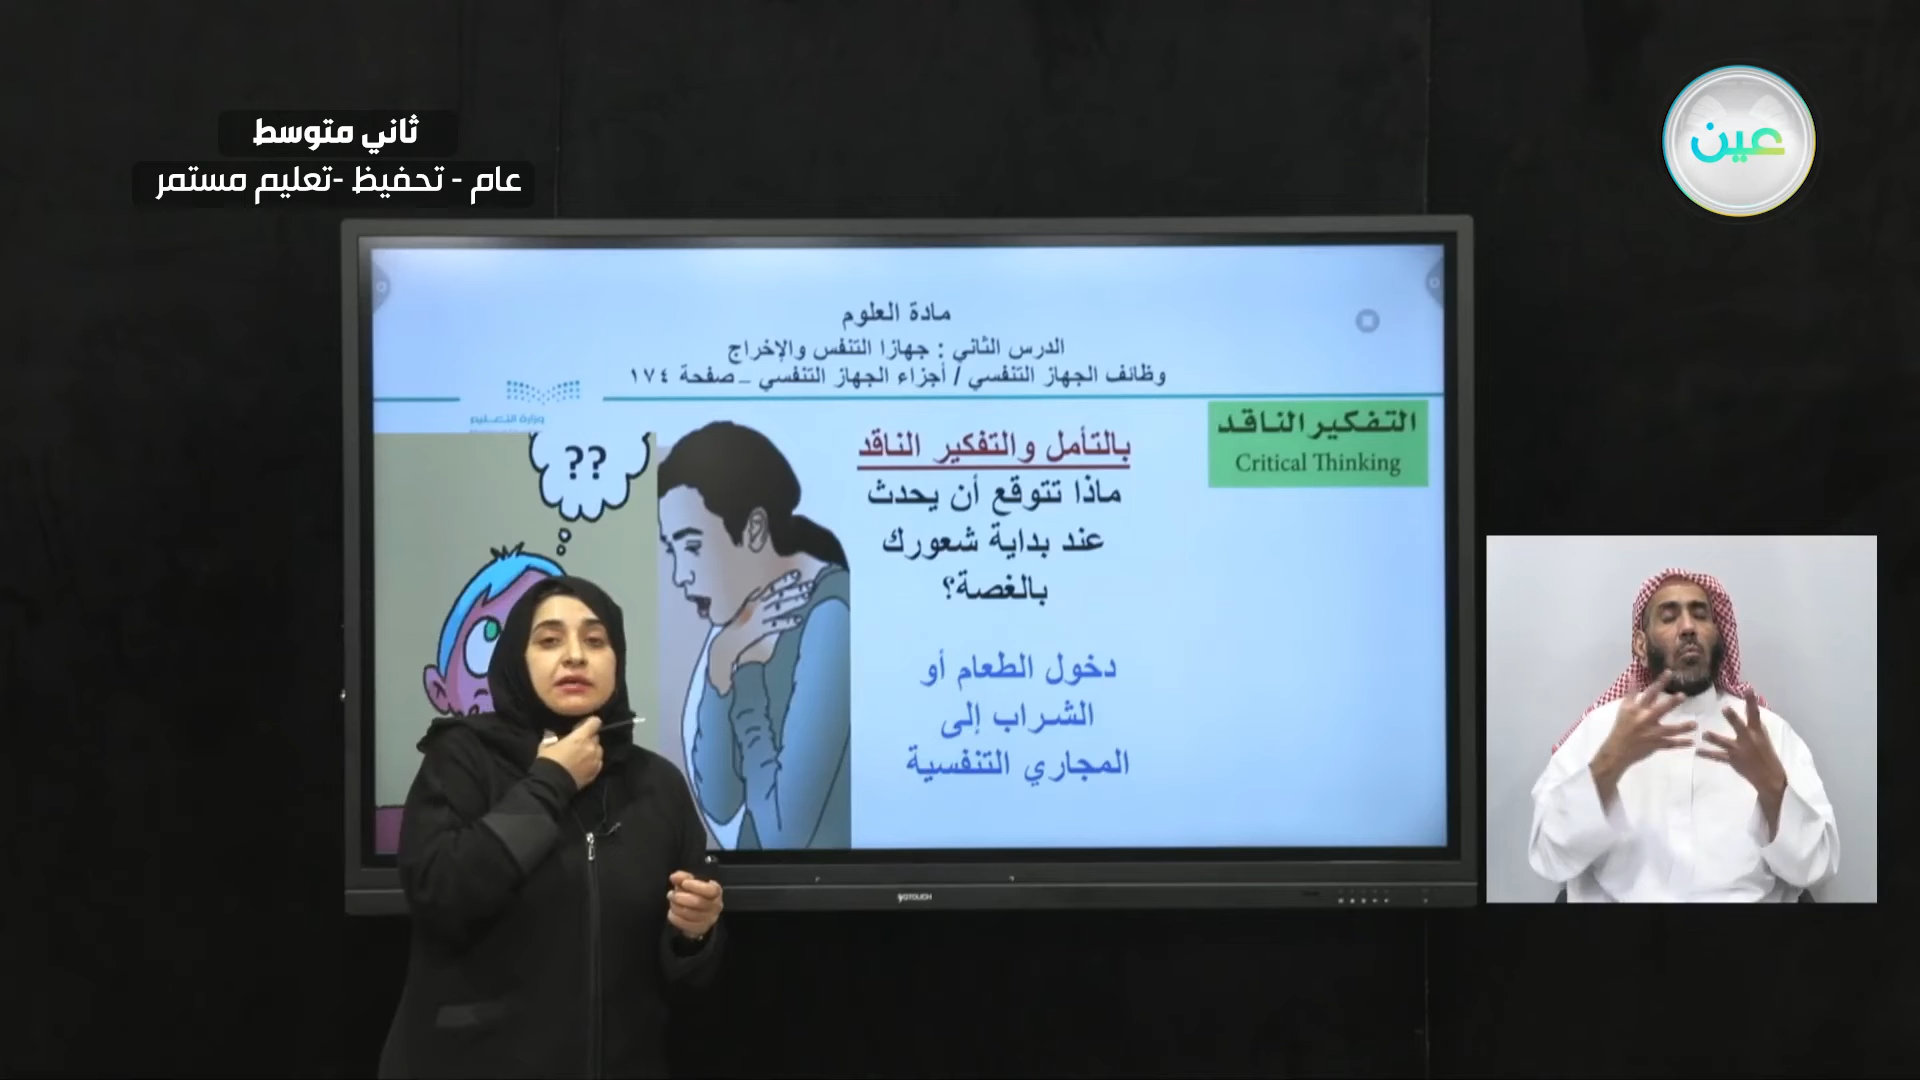 ثاني متوسط
عام - تحفيظ -تعليم مستمر
عين
مادة العلوم
الدرس الثاني : جهازا التنفس والإخراج
وظائف الجهاز التنفسي / أجزاء الجهاز التنفسي – صفحة ١٧٤
وزارة التعليم
التفكير الناقد
Critical Thinking
??
بالتأمل والتفكير الناقد
ماذا تتوقع أن يحدث
عند بداية شعورك
بالغصة؟
دخول الطعام أو
الشراب إلى
المجاري التنفسية